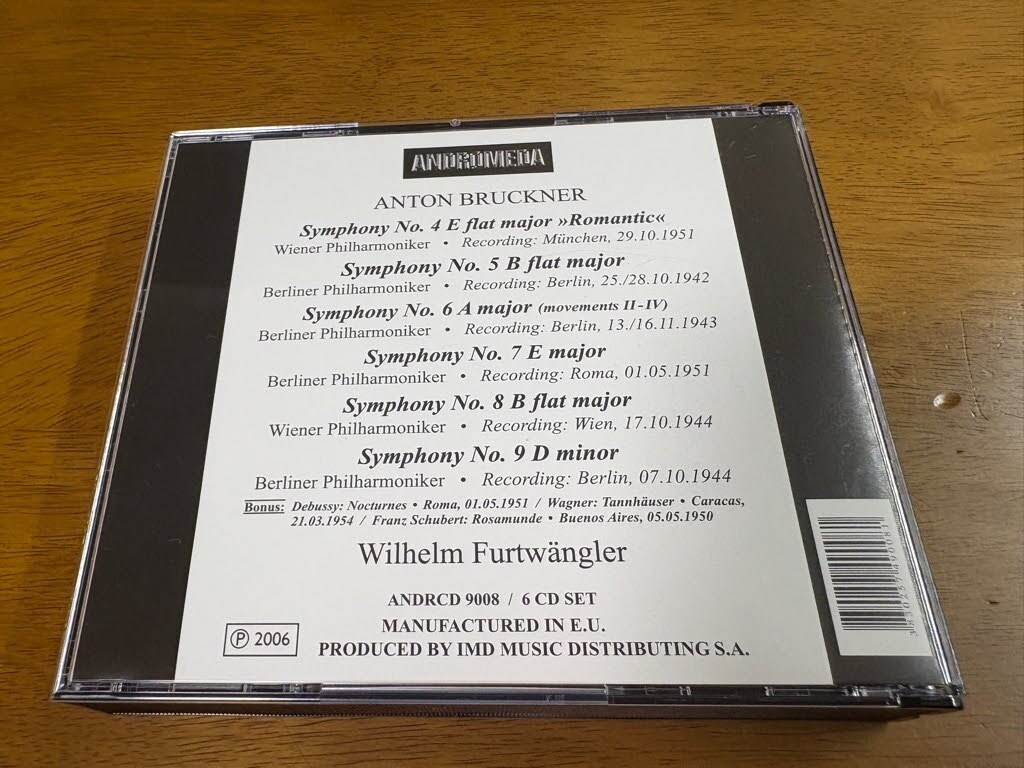 ANDROMEDA
ANTON BRUCKNER
Symphony No. 4 E flat major »Romantic«
Wiener Philharmoniker • Recording: München, 29.10.1951
Symphony No. 5 B flat major
Berliner Philharmoniker • Recording: Berlin, 25./28.10.1942
Symphony No. 6 A major (movements II-IV)
Berliner Philharmoniker • Recording: Berlin, 13./16.11.1943
Symphony No. 7 E major
Berliner Philharmoniker • Recording: Roma, 01.05.1951
Symphony No. 8 B flat major
Wiener Philharmoniker • Recording: Wien, 17.10.1944
Symphony No. 9 D minor
Berliner Philharmoniker • Recording: Berlin, 07.10.1944
Bonus: Debussy: Nocturnes • Roma, 01.05.1951 / Wagner: Tannhäuser • Caracas,
21.03.1954 / Franz Schubert: Rosamunde • Buenos Aires, 05.05.1950
Wilhelm Furtwängler
ANDRCD 9008 / 6 CD SET
MANUFACTURED IN E.U.
Ⓟ 2006
PRODUCED BY IMD MUSIC DISTRIBUTING S.A.